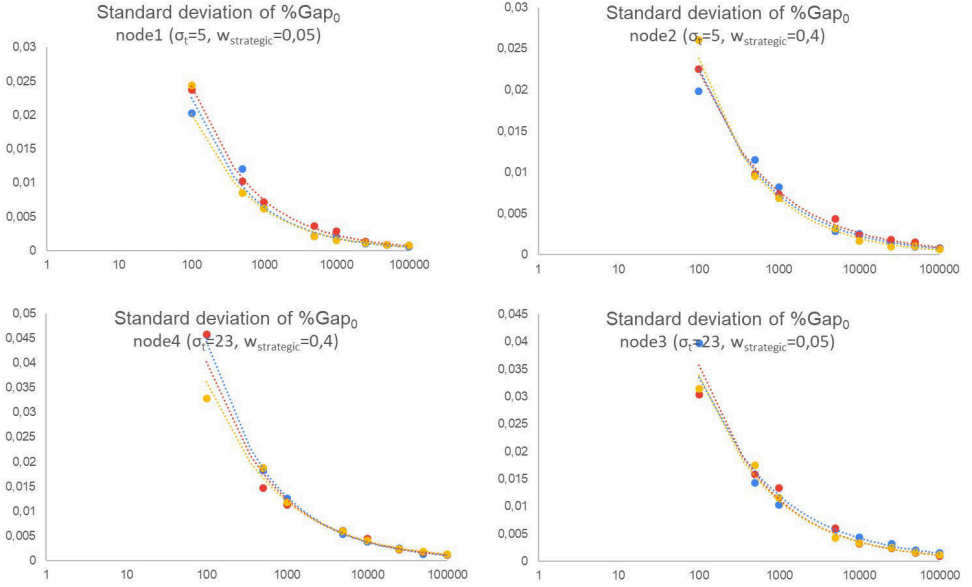 Standard deviation of %Gap₀
node1 (σₜ=5, w_strategic=0,05)
0,03
0,025
0,02
0,015
0,01
0,005
0
1 10 100 1000 10000 100000
Standard deviation of %Gap₀
node2 (σₜ=5, w_strategic=0,4)
0,03
0,025
0,02
0,015
0,01
0,005
0
1 10 100 1000 10000 100000
Standard deviation of %Gap₀
node4 (σₜ=23, w_strategic=0,4)
0,05
0,045
0,04
0,035
0,03
0,025
0,02
0,015
0,01
0,005
0
1 10 100 1000 10000 100000
Standard deviation of %Gap₀
node3 (σₜ=23, w_strategic=0,05)
0,045
0,04
0,035
0,03
0,025
0,02
0,015
0,01
0,005
0
1 10 100 1000 10000 100000